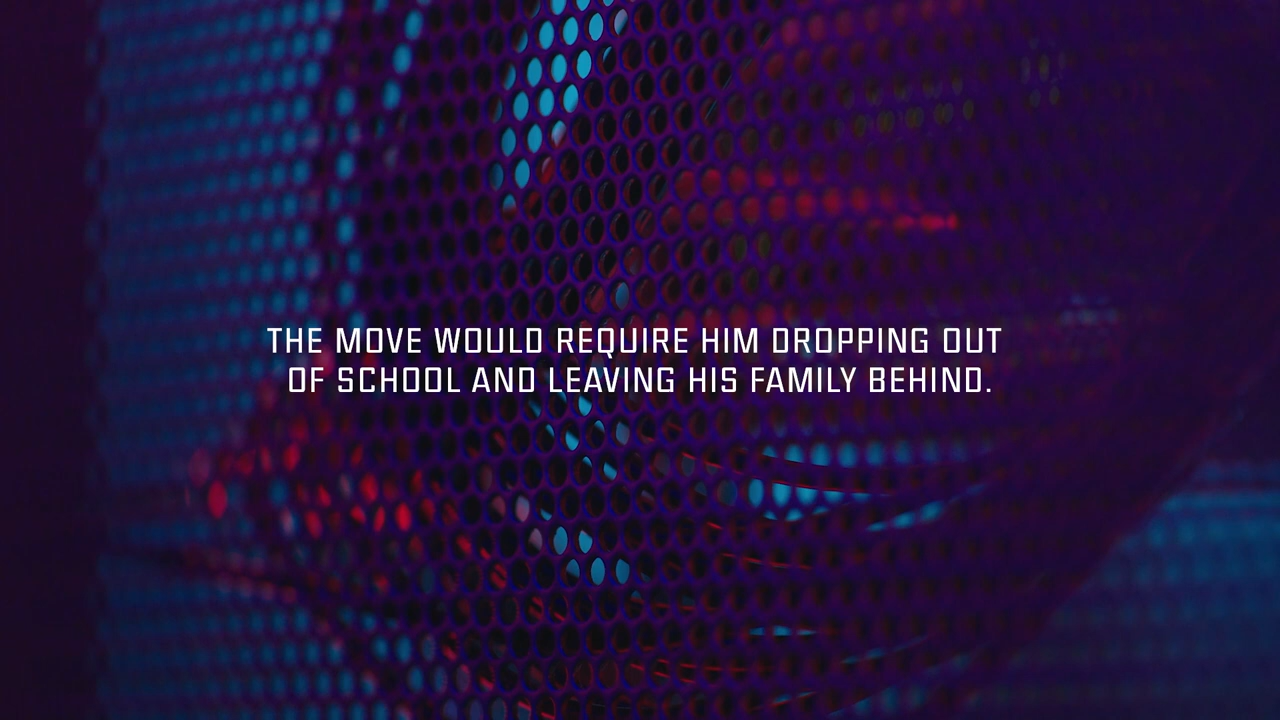 THE MOVE WOULD REQUIRE HIM DROPPING OUT
OF SCHOOL AND LEAVING HIS FAMILY BEHIND.